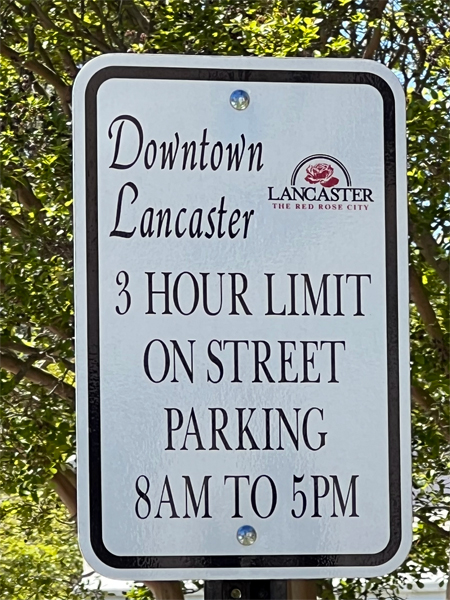 Downtown
Lancaster
LANCASTER
THE RED ROSE CITY
3 HOUR LIMIT
ON STREET
PARKING
8AM TO 5PM